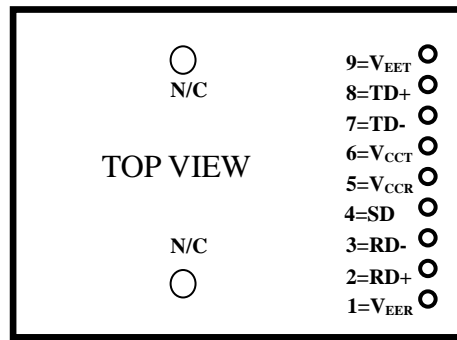 N/C
TOP VIEW
N/C
9=VEET
8=TD+
7=TD-
6=VCCT
5=VCCR
4=SD
3=RD-
2=RD+
1=VEER